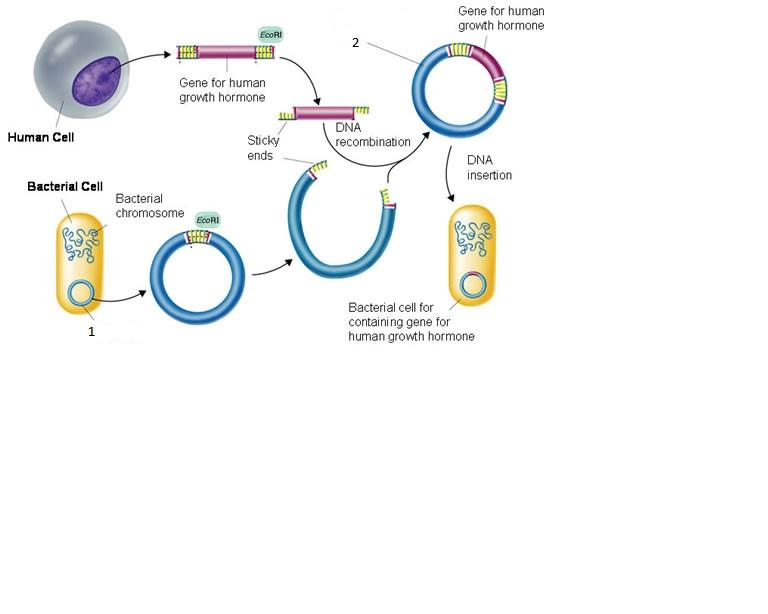 Gene for human
growth hormone
EcoRI
2
Gene for human
growth hormone
Human Cell
DNA
recombination
Sticky
ends
DNA
insertion
Bacterial Cell
Bacterial
chromosome
EcoRI
1
Bacterial cell for
containing gene for
human growth hormone